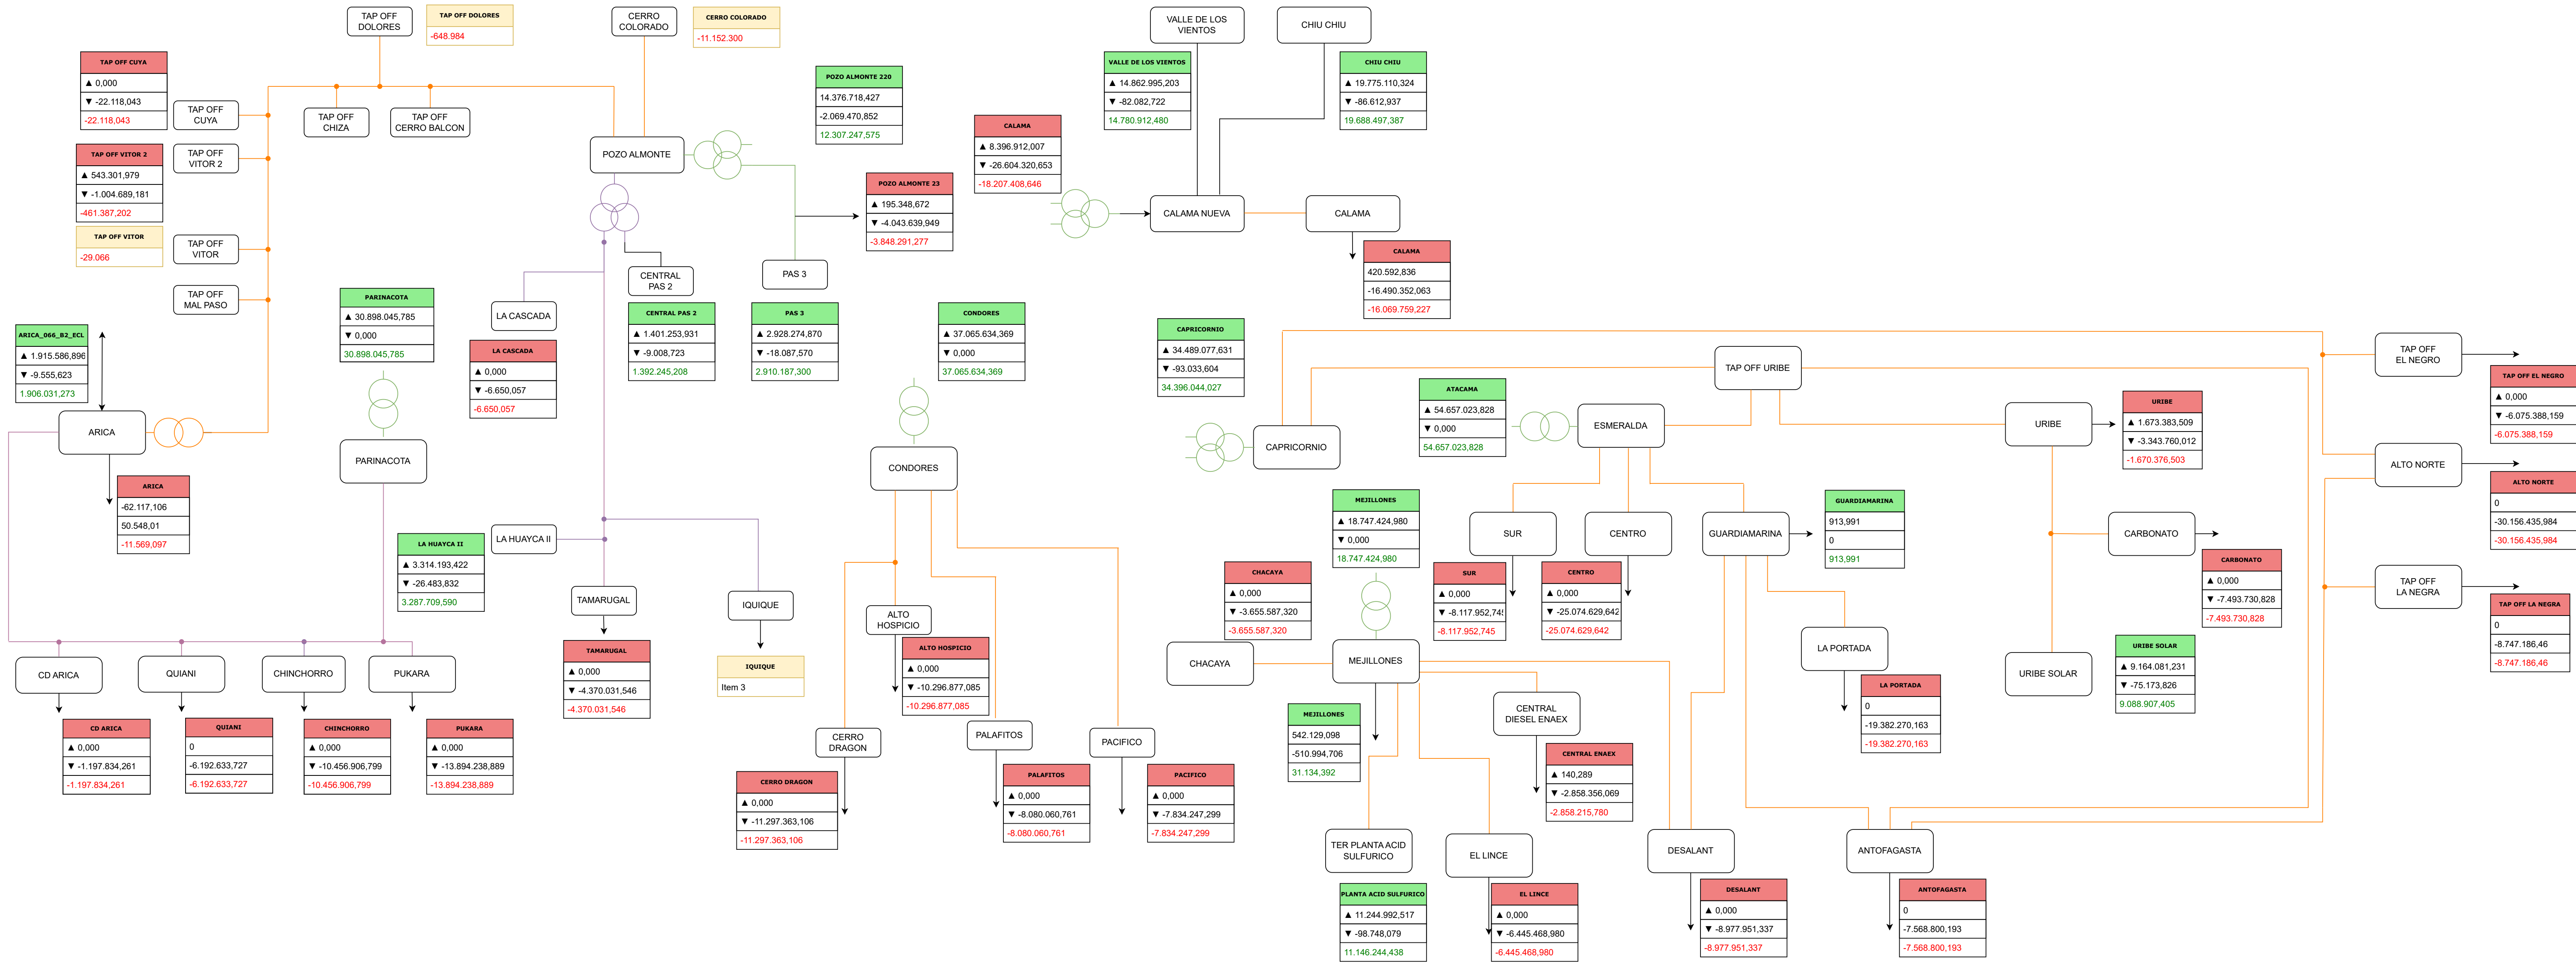 TAP OFF
DOLORES
TAP OFF DOLORES
-648.984
CERRO
COLORADO
CERRO COLORADO
-11.152.300
VALLE DE LOS
VIENTOS
CHIU CHIU
TAP OFF CUYA
▲ 0,000
▼ -22.118,043
-22.118,043
TAP OFF
CUYA
TAP OFF
CHIZA
TAP OFF
CERRO BALCON
POZO ALMONTE 220
14.376.718,427
-2.069.470,852
12.307.247,575
VALLE DE LOS VIENTOS
▲ 14.862.995,203
▼ -82.082,722
14.780.912,480
CHIU CHIU
▲ 19.775.110,324
▼ -86.612,937
19.688.497,387
CALAMA
▲ 8.396.912,007
▼ -26.604.320,653
-18.207.408,646
TAP OFF VITOR 2
▲ 543.301,979
▼ -1.004.689,181
-461.387,202
TAP OFF
VITOR 2
POZO ALMONTE
POZO ALMONTE 23
▲ 195.348,672
▼ -4.043.639,949
-3.848.291,277
CALAMA NUEVA
CALAMA
TAP OFF VITOR
-29.066
TAP OFF
VITOR
CALAMA
420.592,836
-16.490.352,063
-16.069.759,227
TAP OFF
MAL PASO
CENTRAL
PAS 2
PAS 3
PARINACOTA
▲ 30.898.045,785
▼ 0,000
30.898.045,785
LA CASCADA
CENTRAL PAS 2
▲ 1.401.253,931
▼ -9.008,723
1.392.245,208
PAS 3
▲ 2.928.274,870
▼ -18.087,570
2.910.187,300
CONDORES
▲ 37.065.634,369
▼ 0,000
37.065.634,369
ARICA_066_B2_ECL
▲ 1.915.586,896
▼ -9.555,623
1.906.031,273
LA CASCADA
▲ 0,000
▼ -6.650,057
-6.650,057
CAPRICORNIO
▲ 34.489.077,631
▼ -93.033,604
34.396.044,027
TAP OFF URIBE
TAP OFF
EL NEGRO
TAP OFF EL NEGRO
▲ 0,000
▼ -6.075.388,159
-6.075.388,159
ATACAMA
▲ 54.657.023,828
▼ 0,000
54.657.023,828
ESMERALDA
URIBE
URIBE
▲ 1.673.383,509
▼ -3.343.760,012
-1.670.376,503
ARICA
PARINACOTA
CONDORES
CAPRICORNIO
ALTO NORTE
ALTO NORTE
0
-30.156.435,984
-30.156.435,984
ARICA
-62.117,106
50.548,01
-11.569,097
MEJILLONES
▲ 18.747.424,980
▼ 0,000
18.747.424,980
SUR
CENTRO
GUARDIAMARINA
GUARDIAMARINA
913,991
0
913,991
CARBONATO
CARBONATO
▲ 0,000
▼ -7.493.730,828
-7.493.730,828
LA HUAYCA II
▲ 3.314.193,422
▼ -26.483,832
3.287.709,590
LA HUAYCA II
TAMARUGAL
IQUIQUE
ALTO
HOSPICIO
CHACAYA
▲ 0,000
▼ -3.655.587,320
-3.655.587,320
SUR
▲ 0,000
▼ -8.117.952,745
-8.117.952,745
CENTRO
▲ 0,000
▼ -25.074.629,642
-25.074.629,642
TAP OFF
LA NEGRA
TAP OFF LA NEGRA
0
-8.747.186,46
-8.747.186,46
TAMARUGAL
▲ 0,000
▼ -4.370.031,546
-4.370.031,546
IQUIQUE
Item 3
ALTO HOSPICIO
▲ 0,000
▼ -10.296.877,085
-10.296.877,085
CHACAYA
MEJILLONES
LA PORTADA
URIBE SOLAR
URIBE SOLAR
▲ 9.164.081,231
▼ -75.173,826
9.088.907,405
CD ARICA
QUIANI
CHINCHORRO
PUKARA
LA PORTADA
0
-19.382.270,163
-19.382.270,163
CD ARICA
▲ 0,000
▼ -1.197.834,261
-1.197.834,261
QUIANI
0
-6.192.633,727
-6.192.633,727
CHINCHORRO
▲ 0,000
▼ -10.456.906,799
-10.456.906,799
PUKARA
▲ 0,000
▼ -13.894.238,889
-13.894.238,889
CERRO
DRAGON
PALAFITOS
PACIFICO
MEJILLONES
542.129,098
-510.994,706
31.134,392
CENTRAL
DIESEL ENAEX
CENTRAL ENAEX
▲ 140,289
▼ -2.858.356,069
-2.858.215,780
CERRO DRAGON
▲ 0,000
▼ -11.297.363,106
-11.297.363,106
PALAFITOS
▲ 0,000
▼ -8.080.060,761
-8.080.060,761
PACIFICO
▲ 0,000
▼ -7.834.247,299
-7.834.247,299
TER PLANTA ACID
SULFURICO
EL LINCE
DESALANT
ANTOFAGASTA
PLANTA ACID SULFURICO
▲ 11.244.992,517
▼ -98.748,079
11.146.244,438
EL LINCE
▲ 0,000
▼ -6.445.468,980
-6.445.468,980
DESALANT
▲ 0,000
▼ -8.977.951,337
-8.977.951,337
ANTOFAGASTA
0
-7.568.800,193
-7.568.800,193